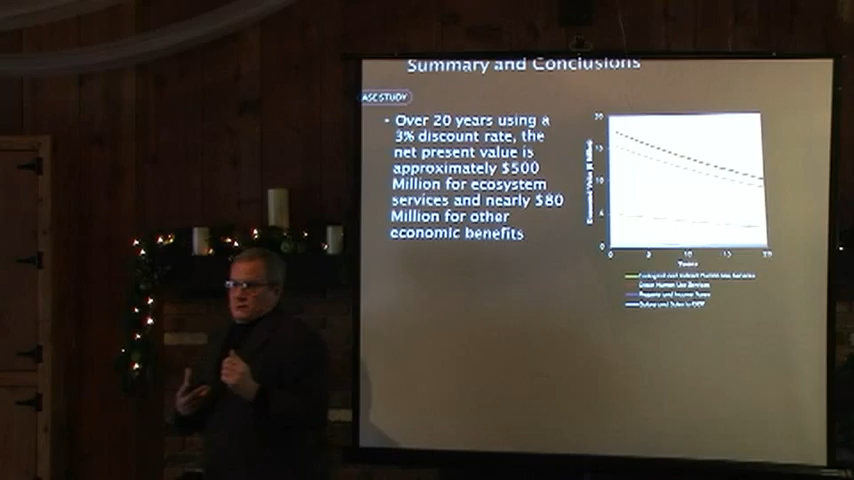 Summary and Conclusions
CASE STUDY
• Over 20 years using a
3% discount rate, the
net present value is
approximately $500
Million for ecosystem
services and nearly $80
Million for other
economic benefits
20
15
10
5
0
0 5 10 15 20
Years